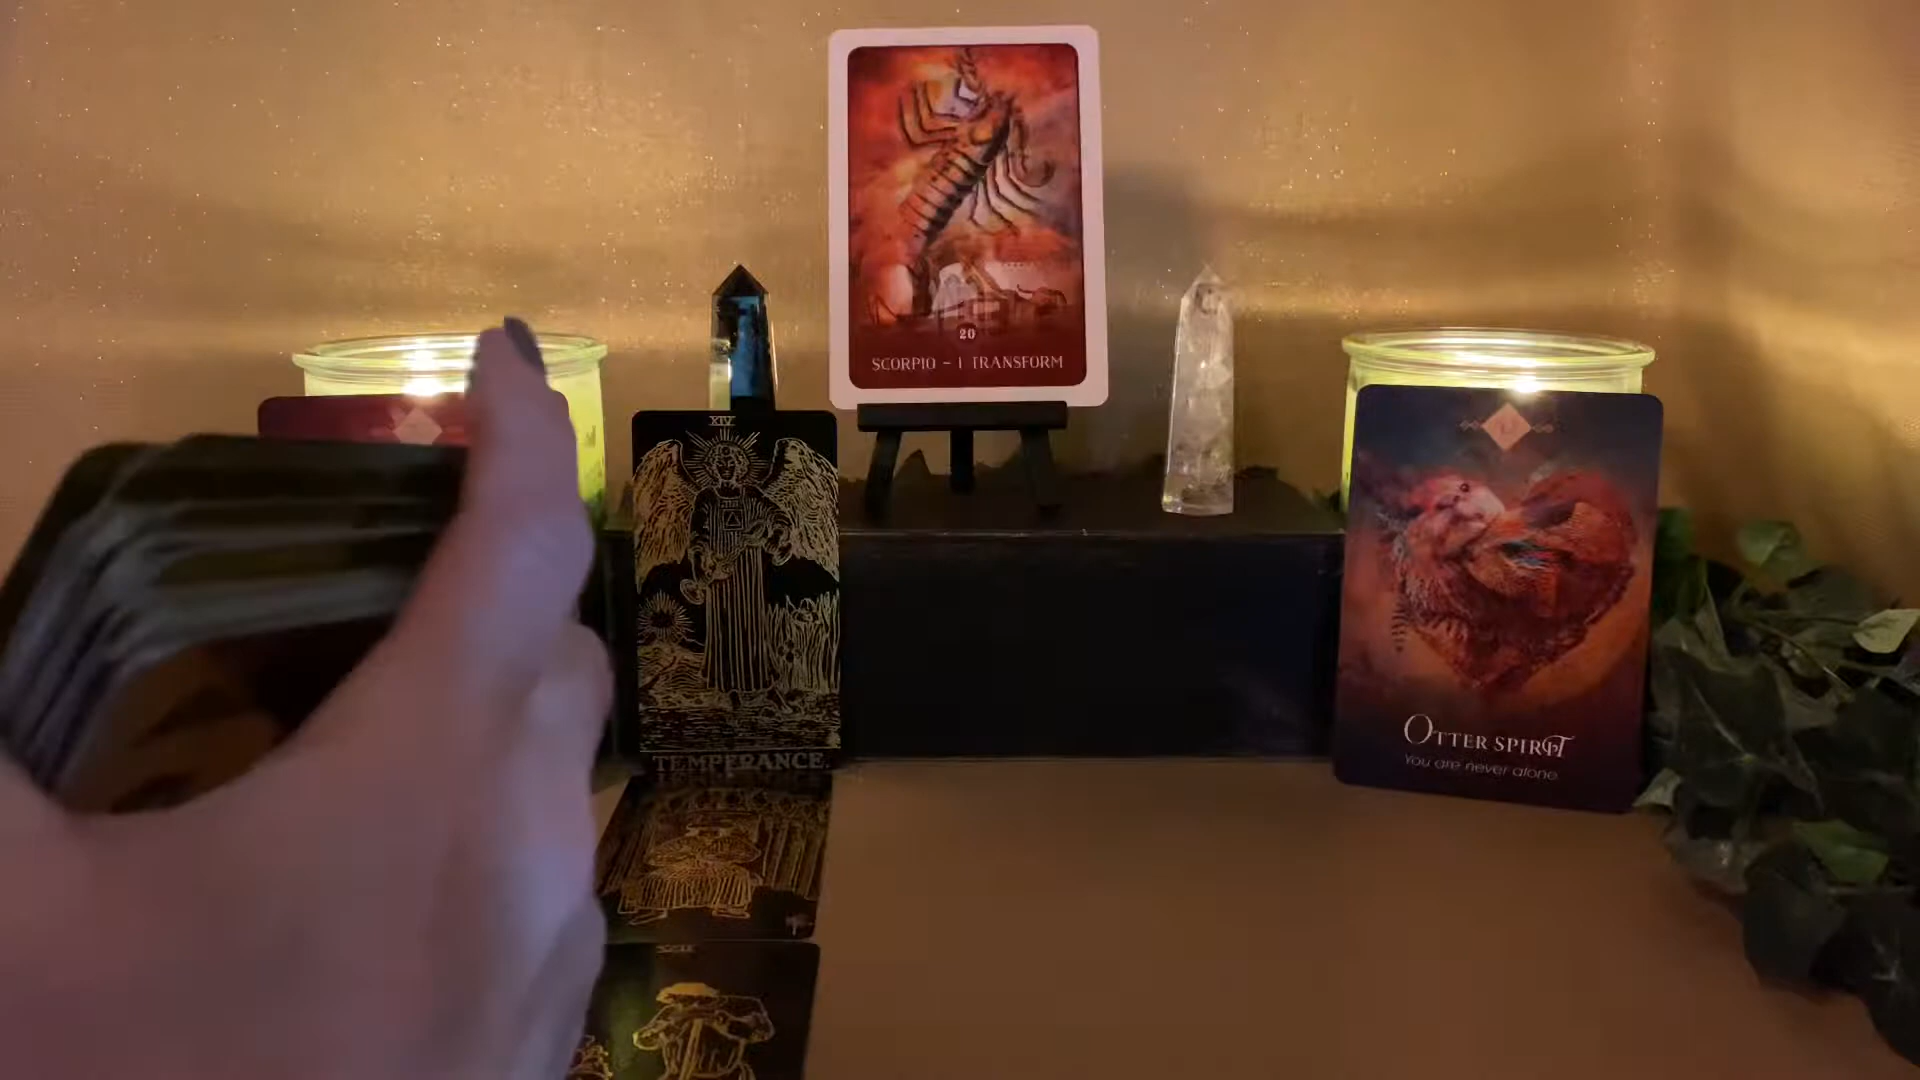 20
SCORPIO – I TRANSFORM
XIV
TEMPERANCE.
OTTER SPIRIT
You are never alone